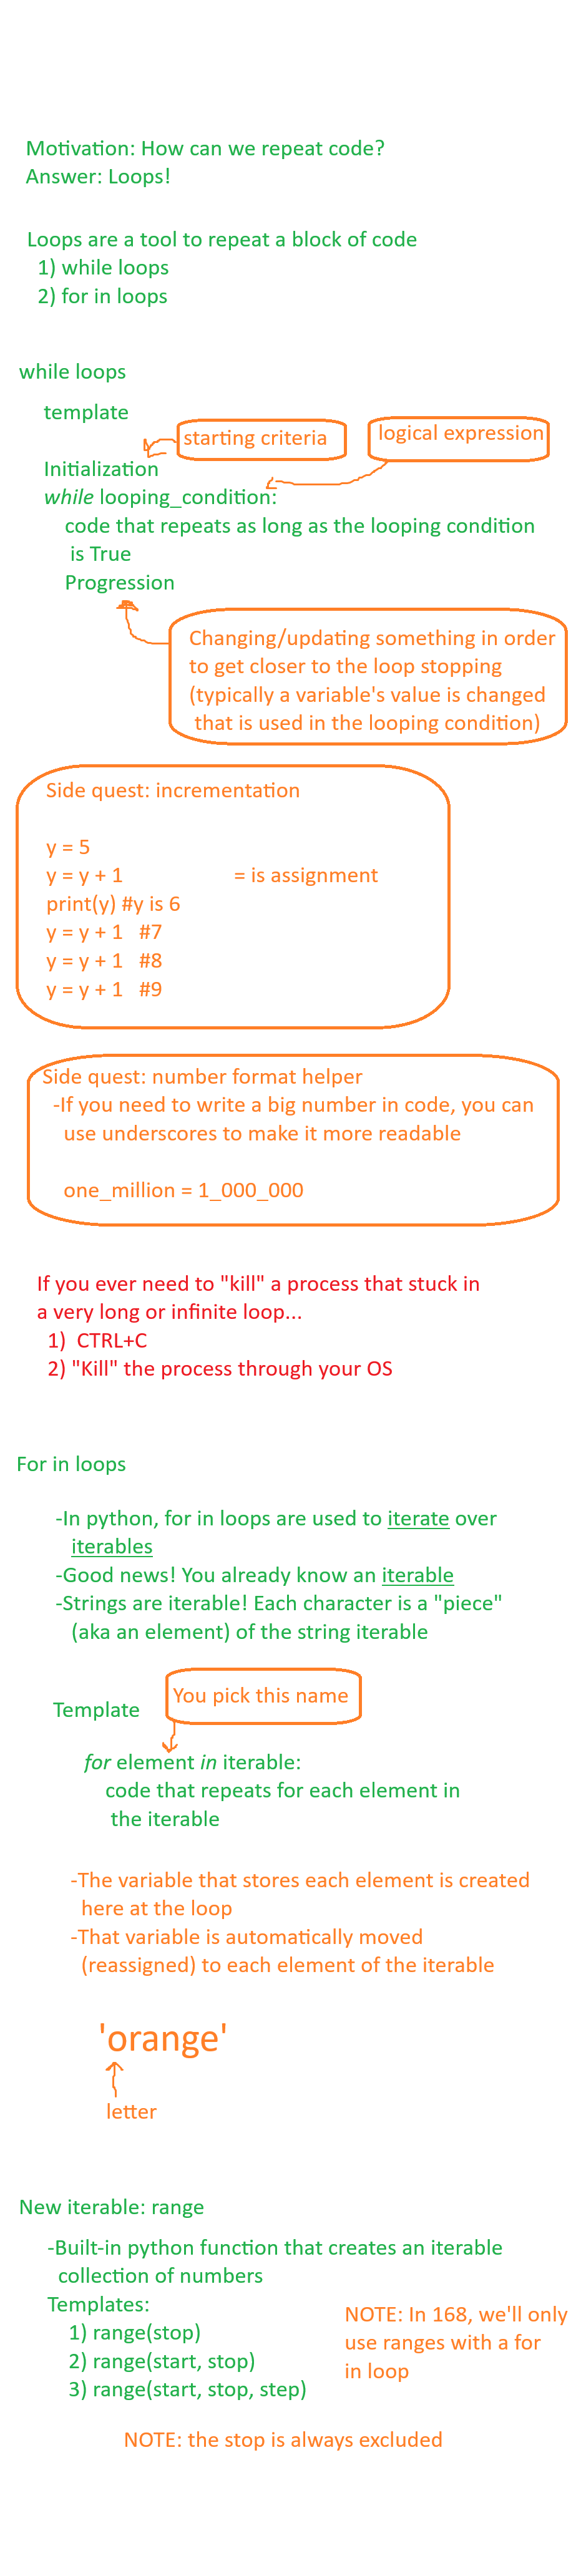 Motivation: How can we repeat code?
Answer: Loops!
Loops are a tool to repeat a block of code
1) while loops
2) for in loops
while loops
template
starting criteria
logical expression
Initialization
while looping_condition:
code that repeats as long as the looping condition
is True
Progression
Changing/updating something in order
to get closer to the loop stopping
(typically a variable's value is changed
that is used in the looping condition)
Side quest: incrementation
y = 5
y = y + 1 = is assignment
print(y) #y is 6
y = y + 1 #7
y = y + 1 #8
y = y + 1 #9
Side quest: number format helper
-If you need to write a big number in code, you can
use underscores to make it more readable
one_million = 1_000_000
If you ever need to "kill" a process that stuck in
a very long or infinite loop...
1) CTRL+C
2) "Kill" the process through your OS
For in loops
-In python, for in loops are used to iterate over
iterables
-Good news! You already know an iterable
-Strings are iterable! Each character is a "piece"
(aka an element) of the string iterable
You pick this name
Template
for element in iterable:
code that repeats for each element in
the iterable
-The variable that stores each element is created
here at the loop
-That variable is automatically moved
(reassigned) to each element of the iterable
'orange'
letter
New iterable: range
-Built-in python function that creates an iterable
collection of numbers
Templates:
1) range(stop)
2) range(start, stop)
3) range(start, stop, step)
NOTE: In 168, we'll only
use ranges with a for
in loop
NOTE: the stop is always excluded